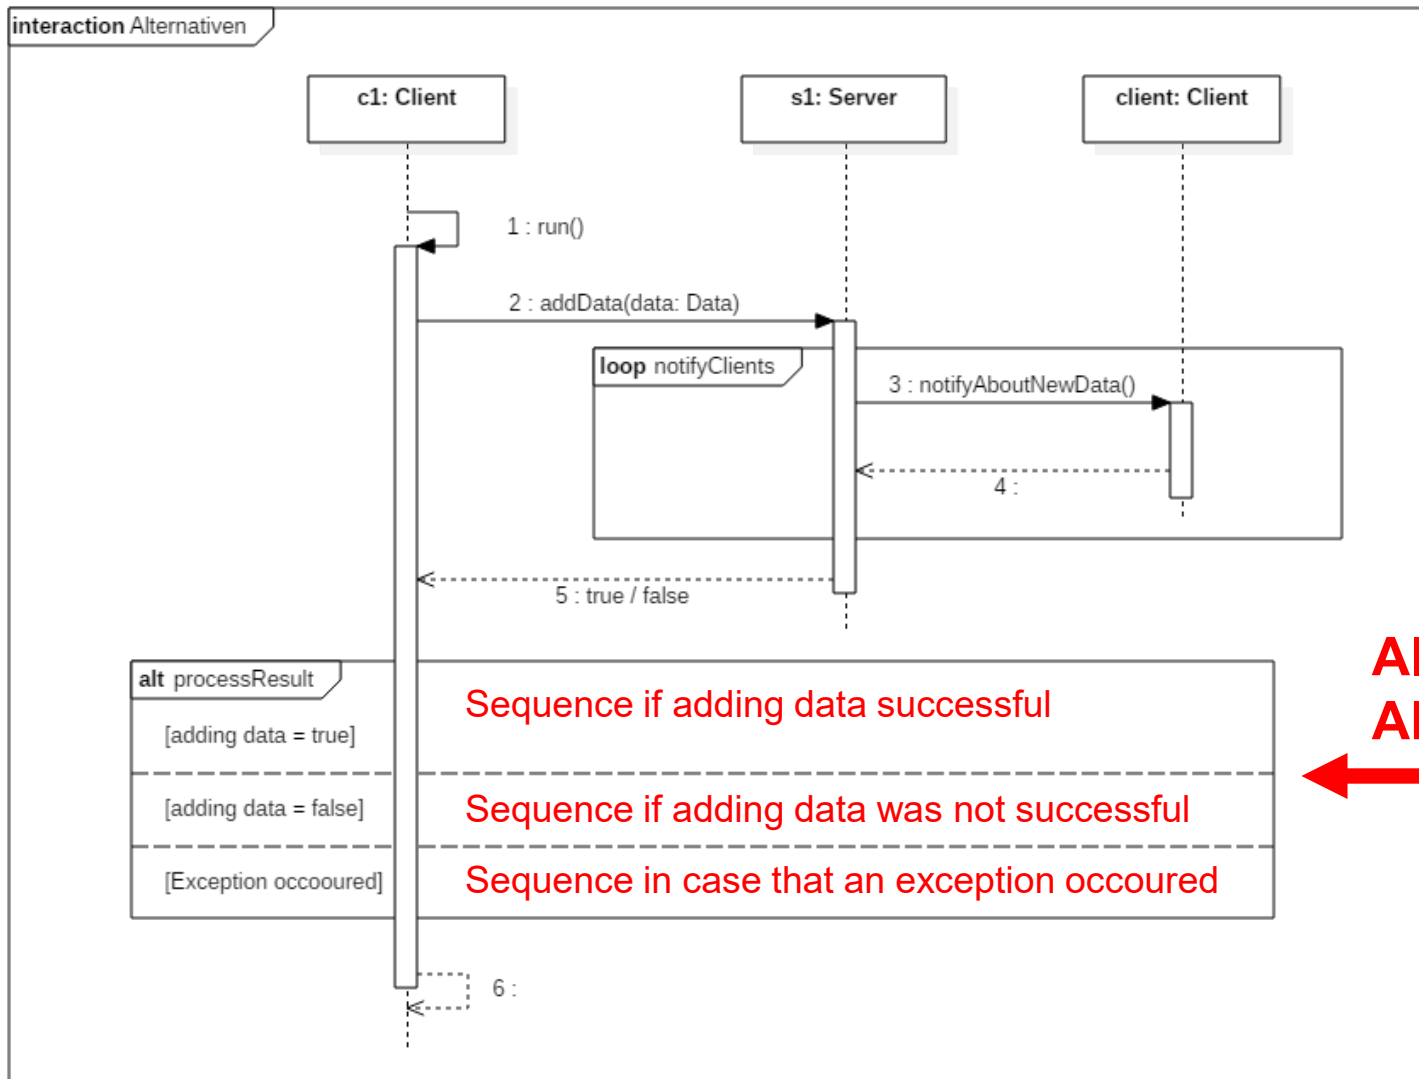 interaction Alternativen
c1: Client
s1: Server
client: Client
1 : run()
2 : addData(data: Data)
loop notifyClients
3 : notifyAboutNewData()
4 :
5 : true / false
alt processResult
Sequence if adding data successful
[adding data = true]
[adding data = false]
Sequence if adding data was not successful
[Exception occooured]
Sequence in case that an exception occoured
6 :